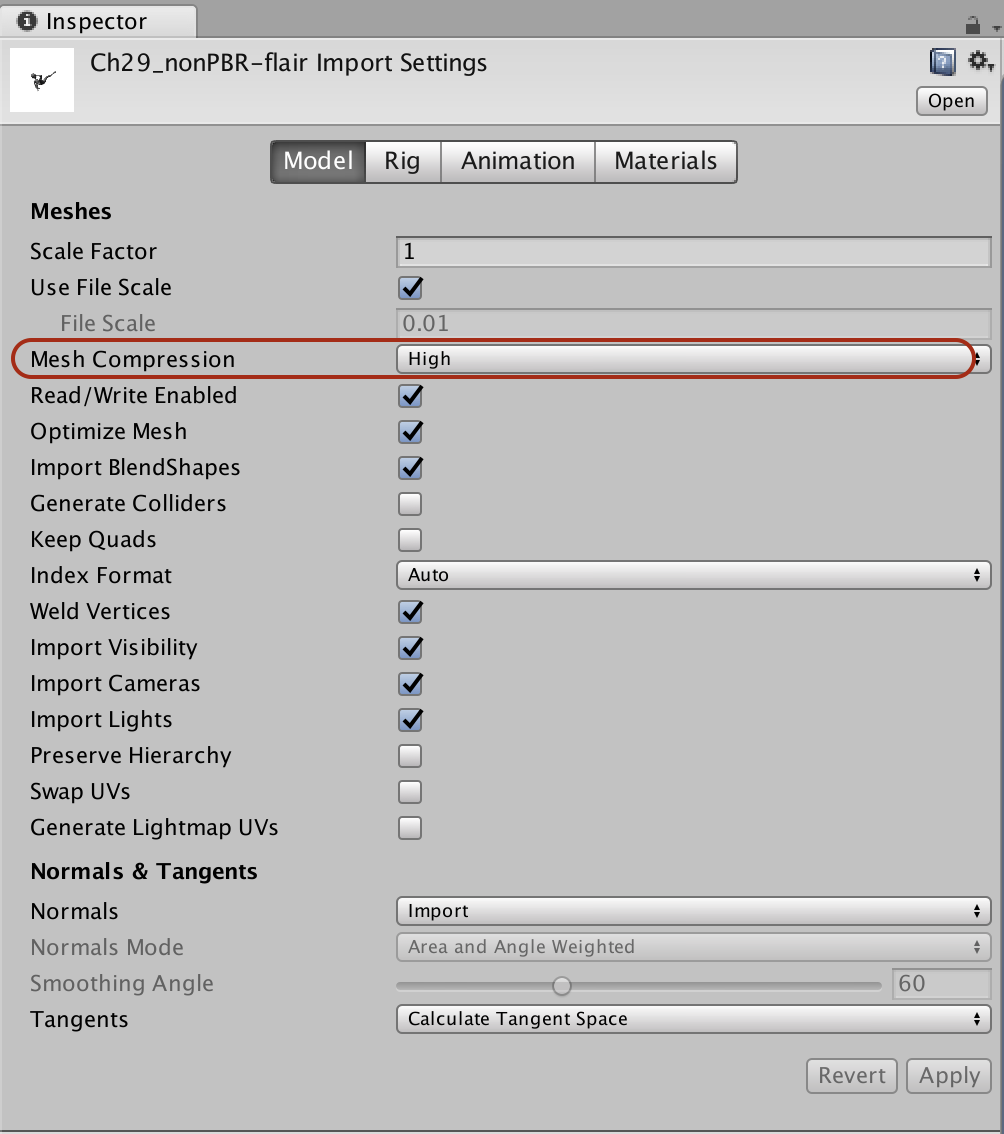 Inspector
Ch29_nonPBR-flair Import Settings
Open
Model Rig Animation Materials
Meshes
Scale Factor 1
Use File Scale
File Scale 0.01
Mesh Compression High
Read/Write Enabled
Optimize Mesh
Import BlendShapes
Generate Colliders
Keep Quads
Index Format Auto
Weld Vertices
Import Visibility
Import Cameras
Import Lights
Preserve Hierarchy
Swap UVs
Generate Lightmap UVs
Normals & Tangents
Normals Import
Normals Mode Area and Angle Weighted
Smoothing Angle 60
Tangents Calculate Tangent Space
Revert Apply